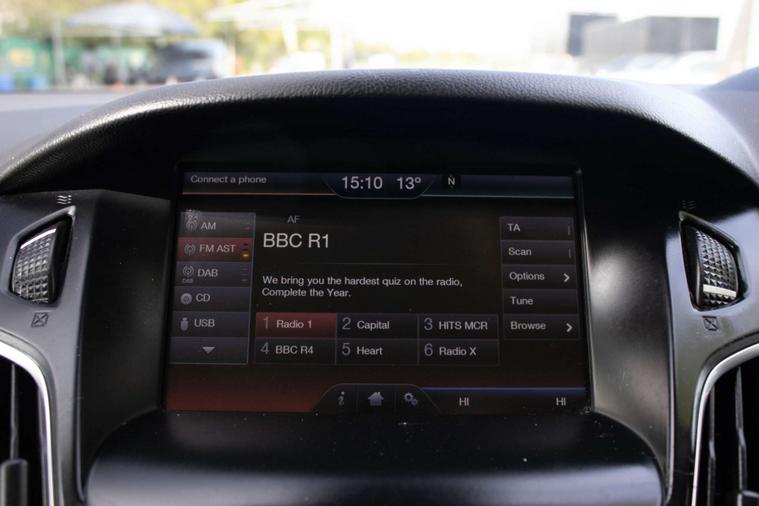 Connect a phone
15:10 13° N
AM
FM AST
DAB
DAB
CD
USB
AF
BBC R1
We bring you the hardest quiz on the radio,
Complete the Year.
1 Radio 1
2 Capital
3 HITS MCR
4 BBC R4
5 Heart
6 Radio X
TA
Scan
Options
Tune
Browse
i
HI
HI